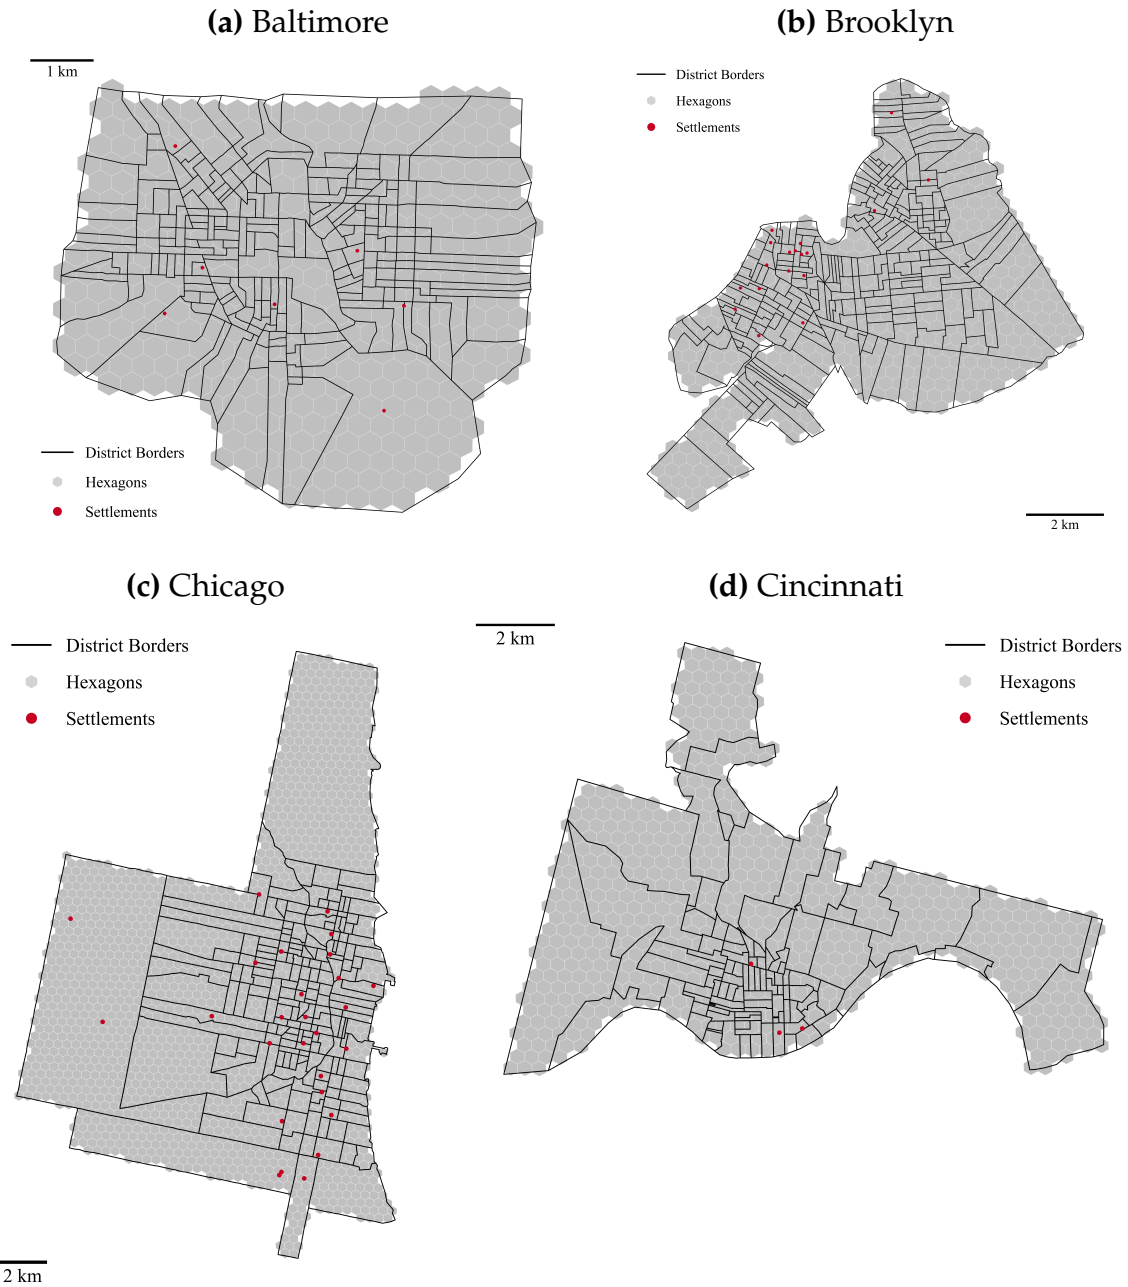 (a) Baltimore
1 km
District Borders
Hexagons
Settlements
(b) Brooklyn
District Borders
Hexagons
Settlements
2 km
(c) Chicago
District Borders
Hexagons
Settlements
2 km
(d) Cincinnati
2 km
District Borders
Hexagons
Settlements